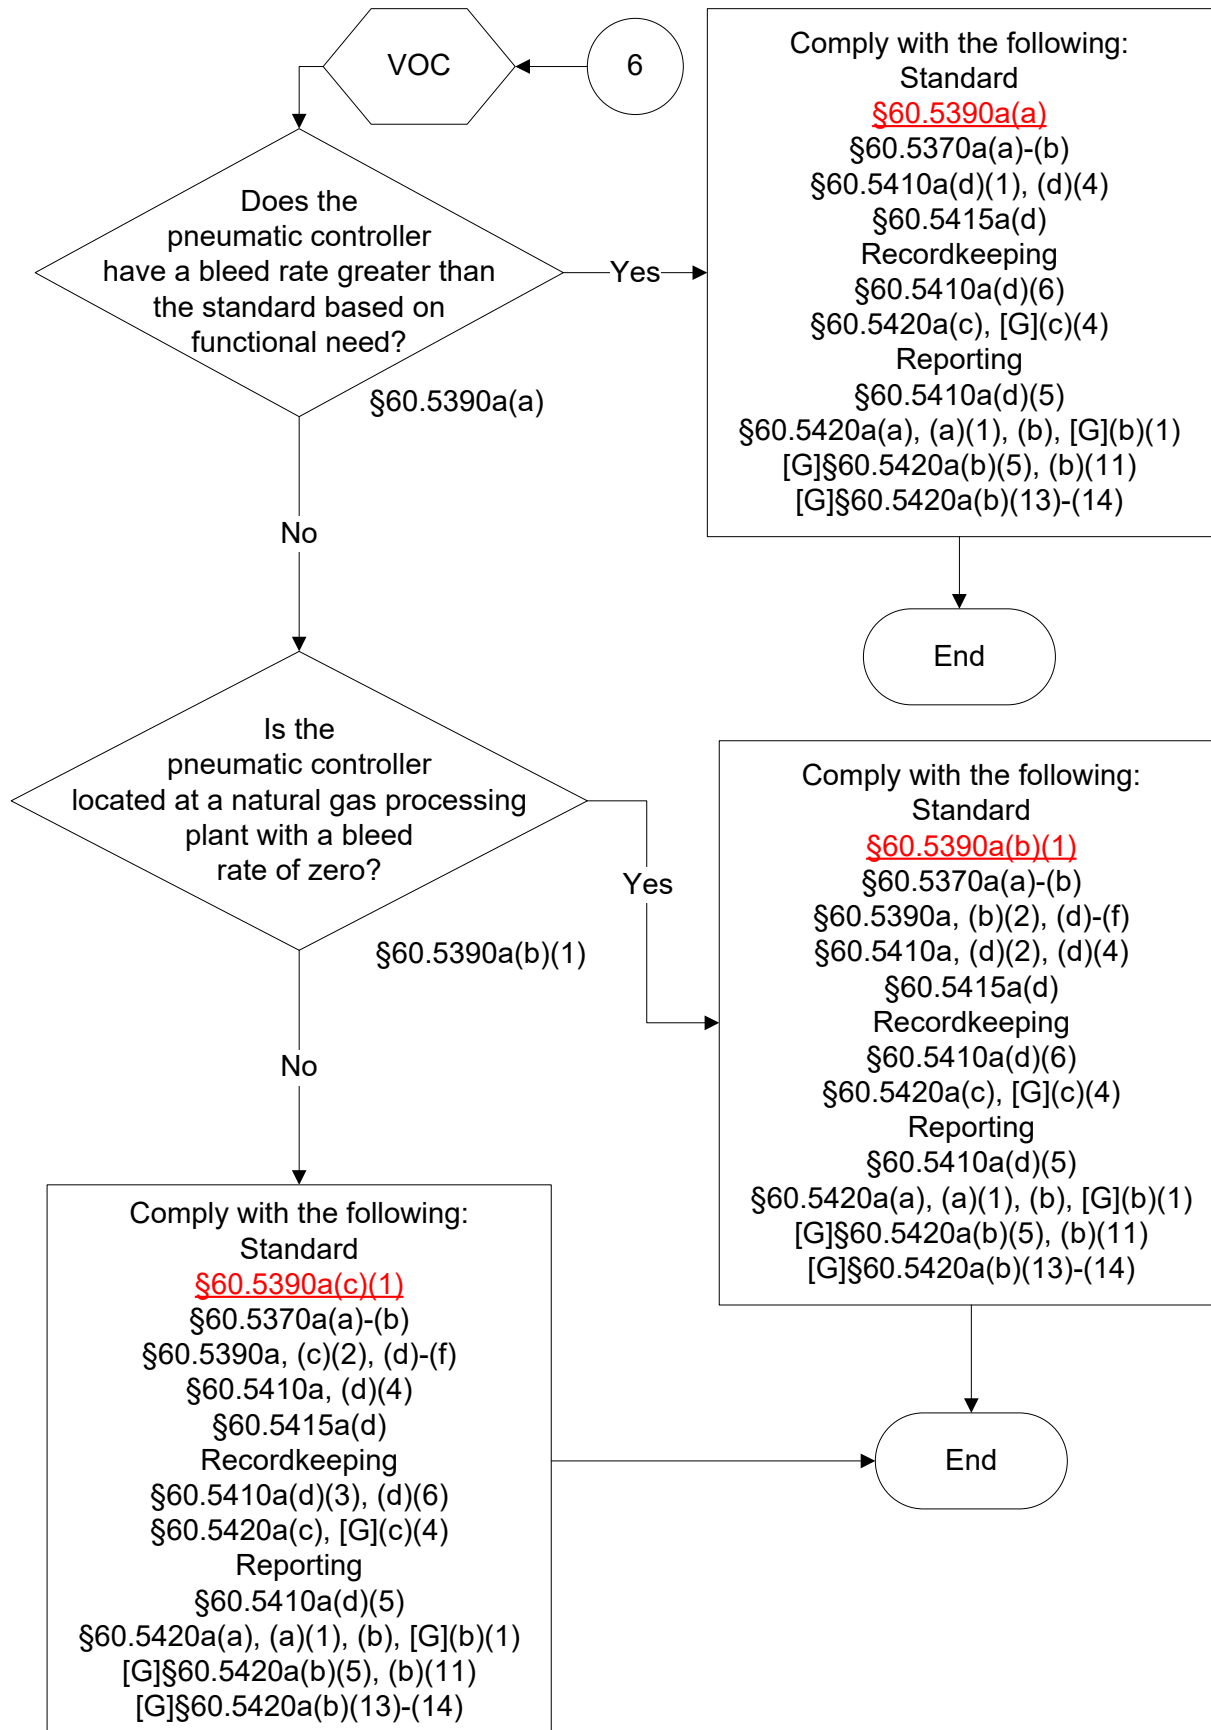 VOC
6
Does the
pneumatic controller
have a bleed rate greater than
the standard based on
functional need?
§60.5390a(a)
Yes
Comply with the following:
Standard
§60.5390a(a)
§60.5370a(a)-(b)
§60.5410a(d)(1), (d)(4)
§60.5415a(d)
Recordkeeping
§60.5410a(d)(6)
§60.5420a(c), [G](c)(4)
Reporting
§60.5410a(d)(5)
§60.5420a(a), (a)(1), (b), [G](b)(1)
[G]§60.5420a(b)(5), (b)(11)
[G]§60.5420a(b)(13)-(14)
End
No
Is the
pneumatic controller
located at a natural gas processing
plant with a bleed
rate of zero?
§60.5390a(b)(1)
Yes
Comply with the following:
Standard
§60.5390a(b)(1)
§60.5370a(a)-(b)
§60.5390a, (b)(2), (d)-(f)
§60.5410a, (d)(2), (d)(4)
§60.5415a(d)
Recordkeeping
§60.5410a(d)(6)
§60.5420a(c), [G](c)(4)
Reporting
§60.5410a(d)(5)
§60.5420a(a), (a)(1), (b), [G](b)(1)
[G]§60.5420a(b)(5), (b)(11)
[G]§60.5420a(b)(13)-(14)
No
Comply with the following:
Standard
§60.5390a(c)(1)
§60.5370a(a)-(b)
§60.5390a, (c)(2), (d)-(f)
§60.5410a, (d)(4)
§60.5415a(d)
Recordkeeping
§60.5410a(d)(3), (d)(6)
§60.5420a(c), [G](c)(4)
Reporting
§60.5410a(d)(5)
§60.5420a(a), (a)(1), (b), [G](b)(1)
[G]§60.5420a(b)(5), (b)(11)
[G]§60.5420a(b)(13)-(14)
End